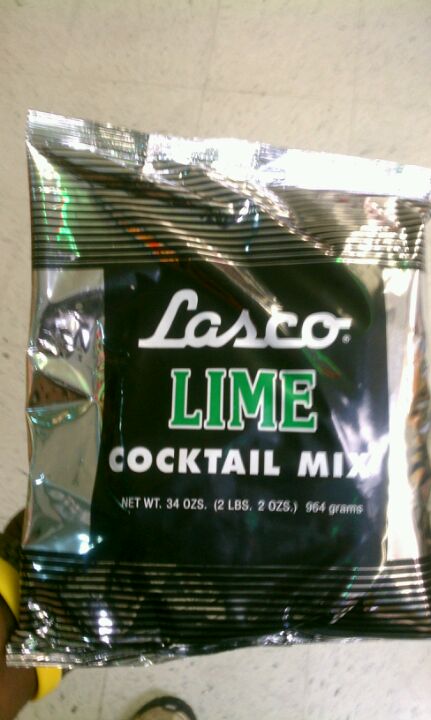 Lasco®
LIME
COCKTAIL MIX
NET WT. 34 OZS. (2 LBS. 2 OZS.) 964 grams